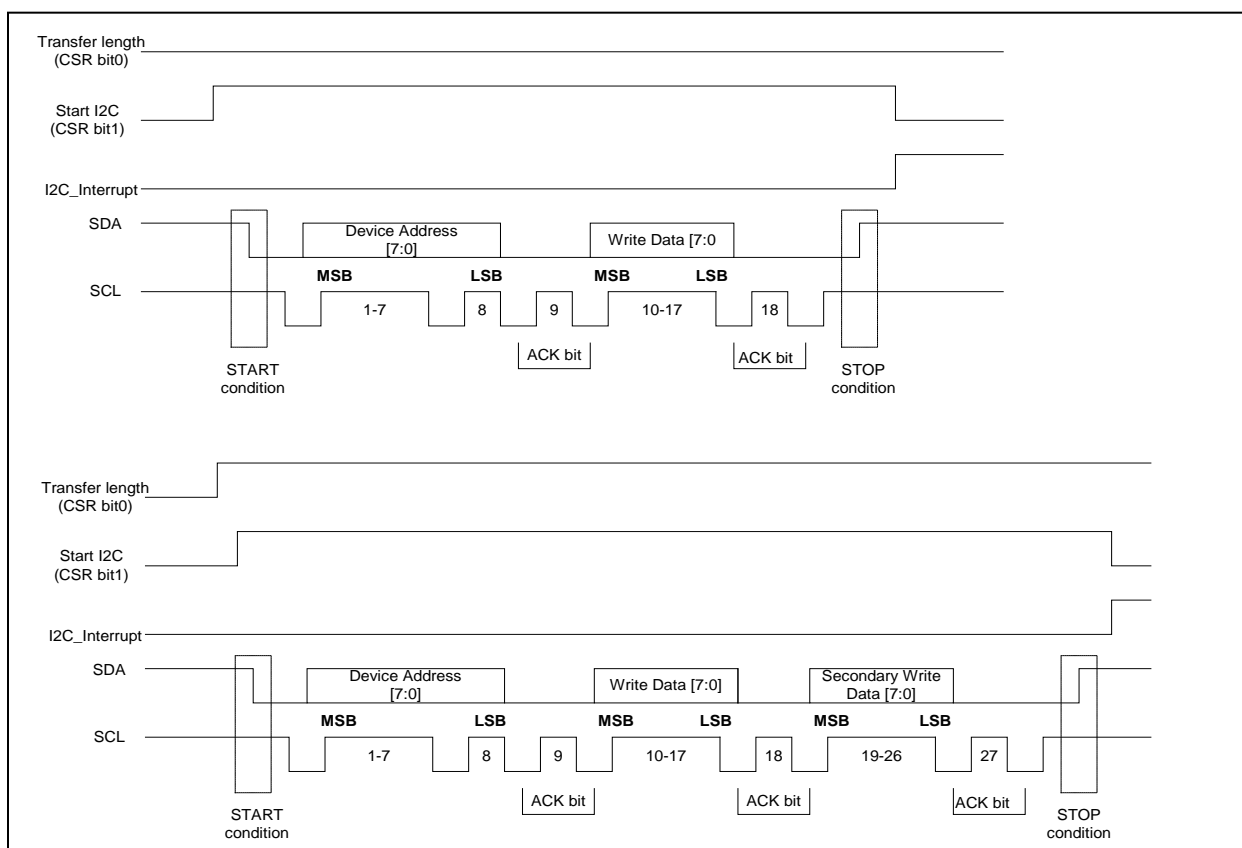 Transfer length
(CSR bit0)
Start I2C
(CSR bit1)
I2C_Interrupt
SDA
Device Address
[7:0]
Write Data [7:0
MSB
LSB
MSB
LSB
SCL
1-7
8
9
10-17
18
ACK bit
ACK bit
START
condition
STOP
condition
Transfer length
(CSR bit0)
Start I2C
(CSR bit1)
I2C_Interrupt
SDA
Device Address
[7:0]
Write Data [7:0]
Secondary Write
Data [7:0]
MSB
LSB
MSB
LSB
MSB
LSB
SCL
1-7
8
9
10-17
18
19-26
27
ACK bit
ACK bit
ACK bit
START
condition
STOP
condition